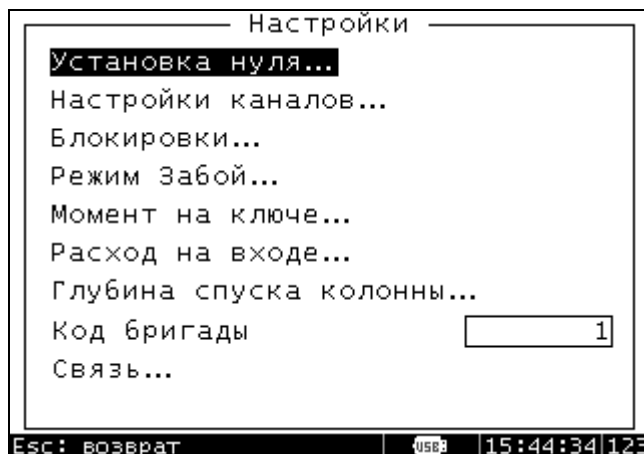 Настройки
Установка нуля...
Настройки каналов...
Блокировки...
Режим Забой...
Момент на ключе...
Расход на входе...
Глубина спуска колонны...
Код бригады 1
Связь...
Esc: возврат USB 15:44:34 123